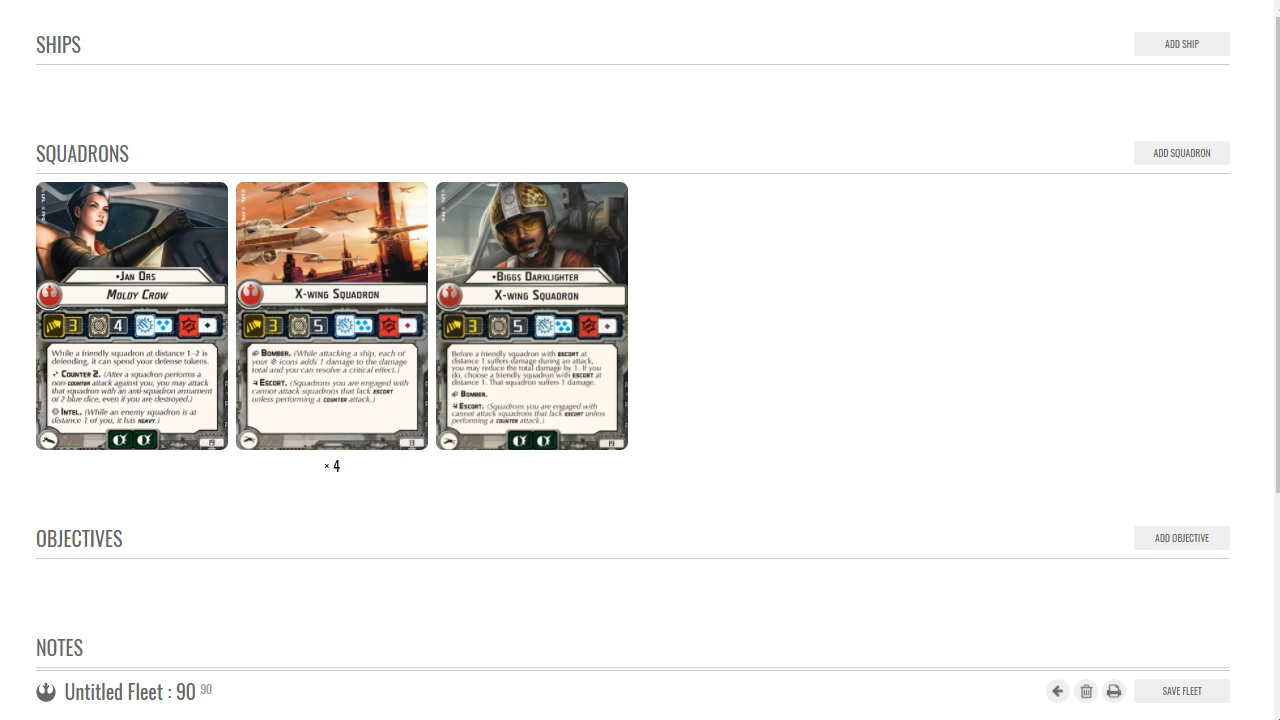 SHIPS
ADD SHIP
SQUADRONS
ADD SQUADRON
•Jan Ors
Moldy Crow
3 4
While a friendly squadron at distance 1–2 is
defending, it can spend your defense tokens.
Counter 2. (After a squadron performs a
non-counter attack against you, you may attack
that squadron with an anti-squadron armament
of 2 blue dice, even if you are destroyed.)
Intel. (While an enemy squadron is at
distance 1 of you, it has heavy.)
19
X-wing Squadron
3 5
Bomber. (While attacking a ship, each of
your icons adds 1 damage to the damage
total and you can resolve a critical effect.)
Escort. (Squadrons you are engaged with
cannot attack squadrons that lack escort
unless performing a counter attack.)
13
× 4
•Biggs Darklighter
X-wing Squadron
3 5
Before a friendly squadron with escort at
distance 1 suffers damage during an attack,
you may reduce the total damage by 1. If you
do, choose a friendly squadron with escort at
distance 1. That squadron suffers 1 damage.
Bomber.
Escort. (Squadrons you are engaged with
cannot attack squadrons that lack escort unless
performing a counter attack.)
19
OBJECTIVES
ADD OBJECTIVE
NOTES
Untitled Fleet : 90 90
SAVE FLEET